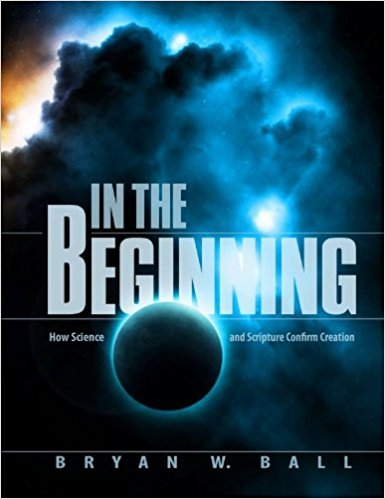 IN THE
BEGINNING
How Science and Scripture Confirm Creation
BRYAN W. BALL